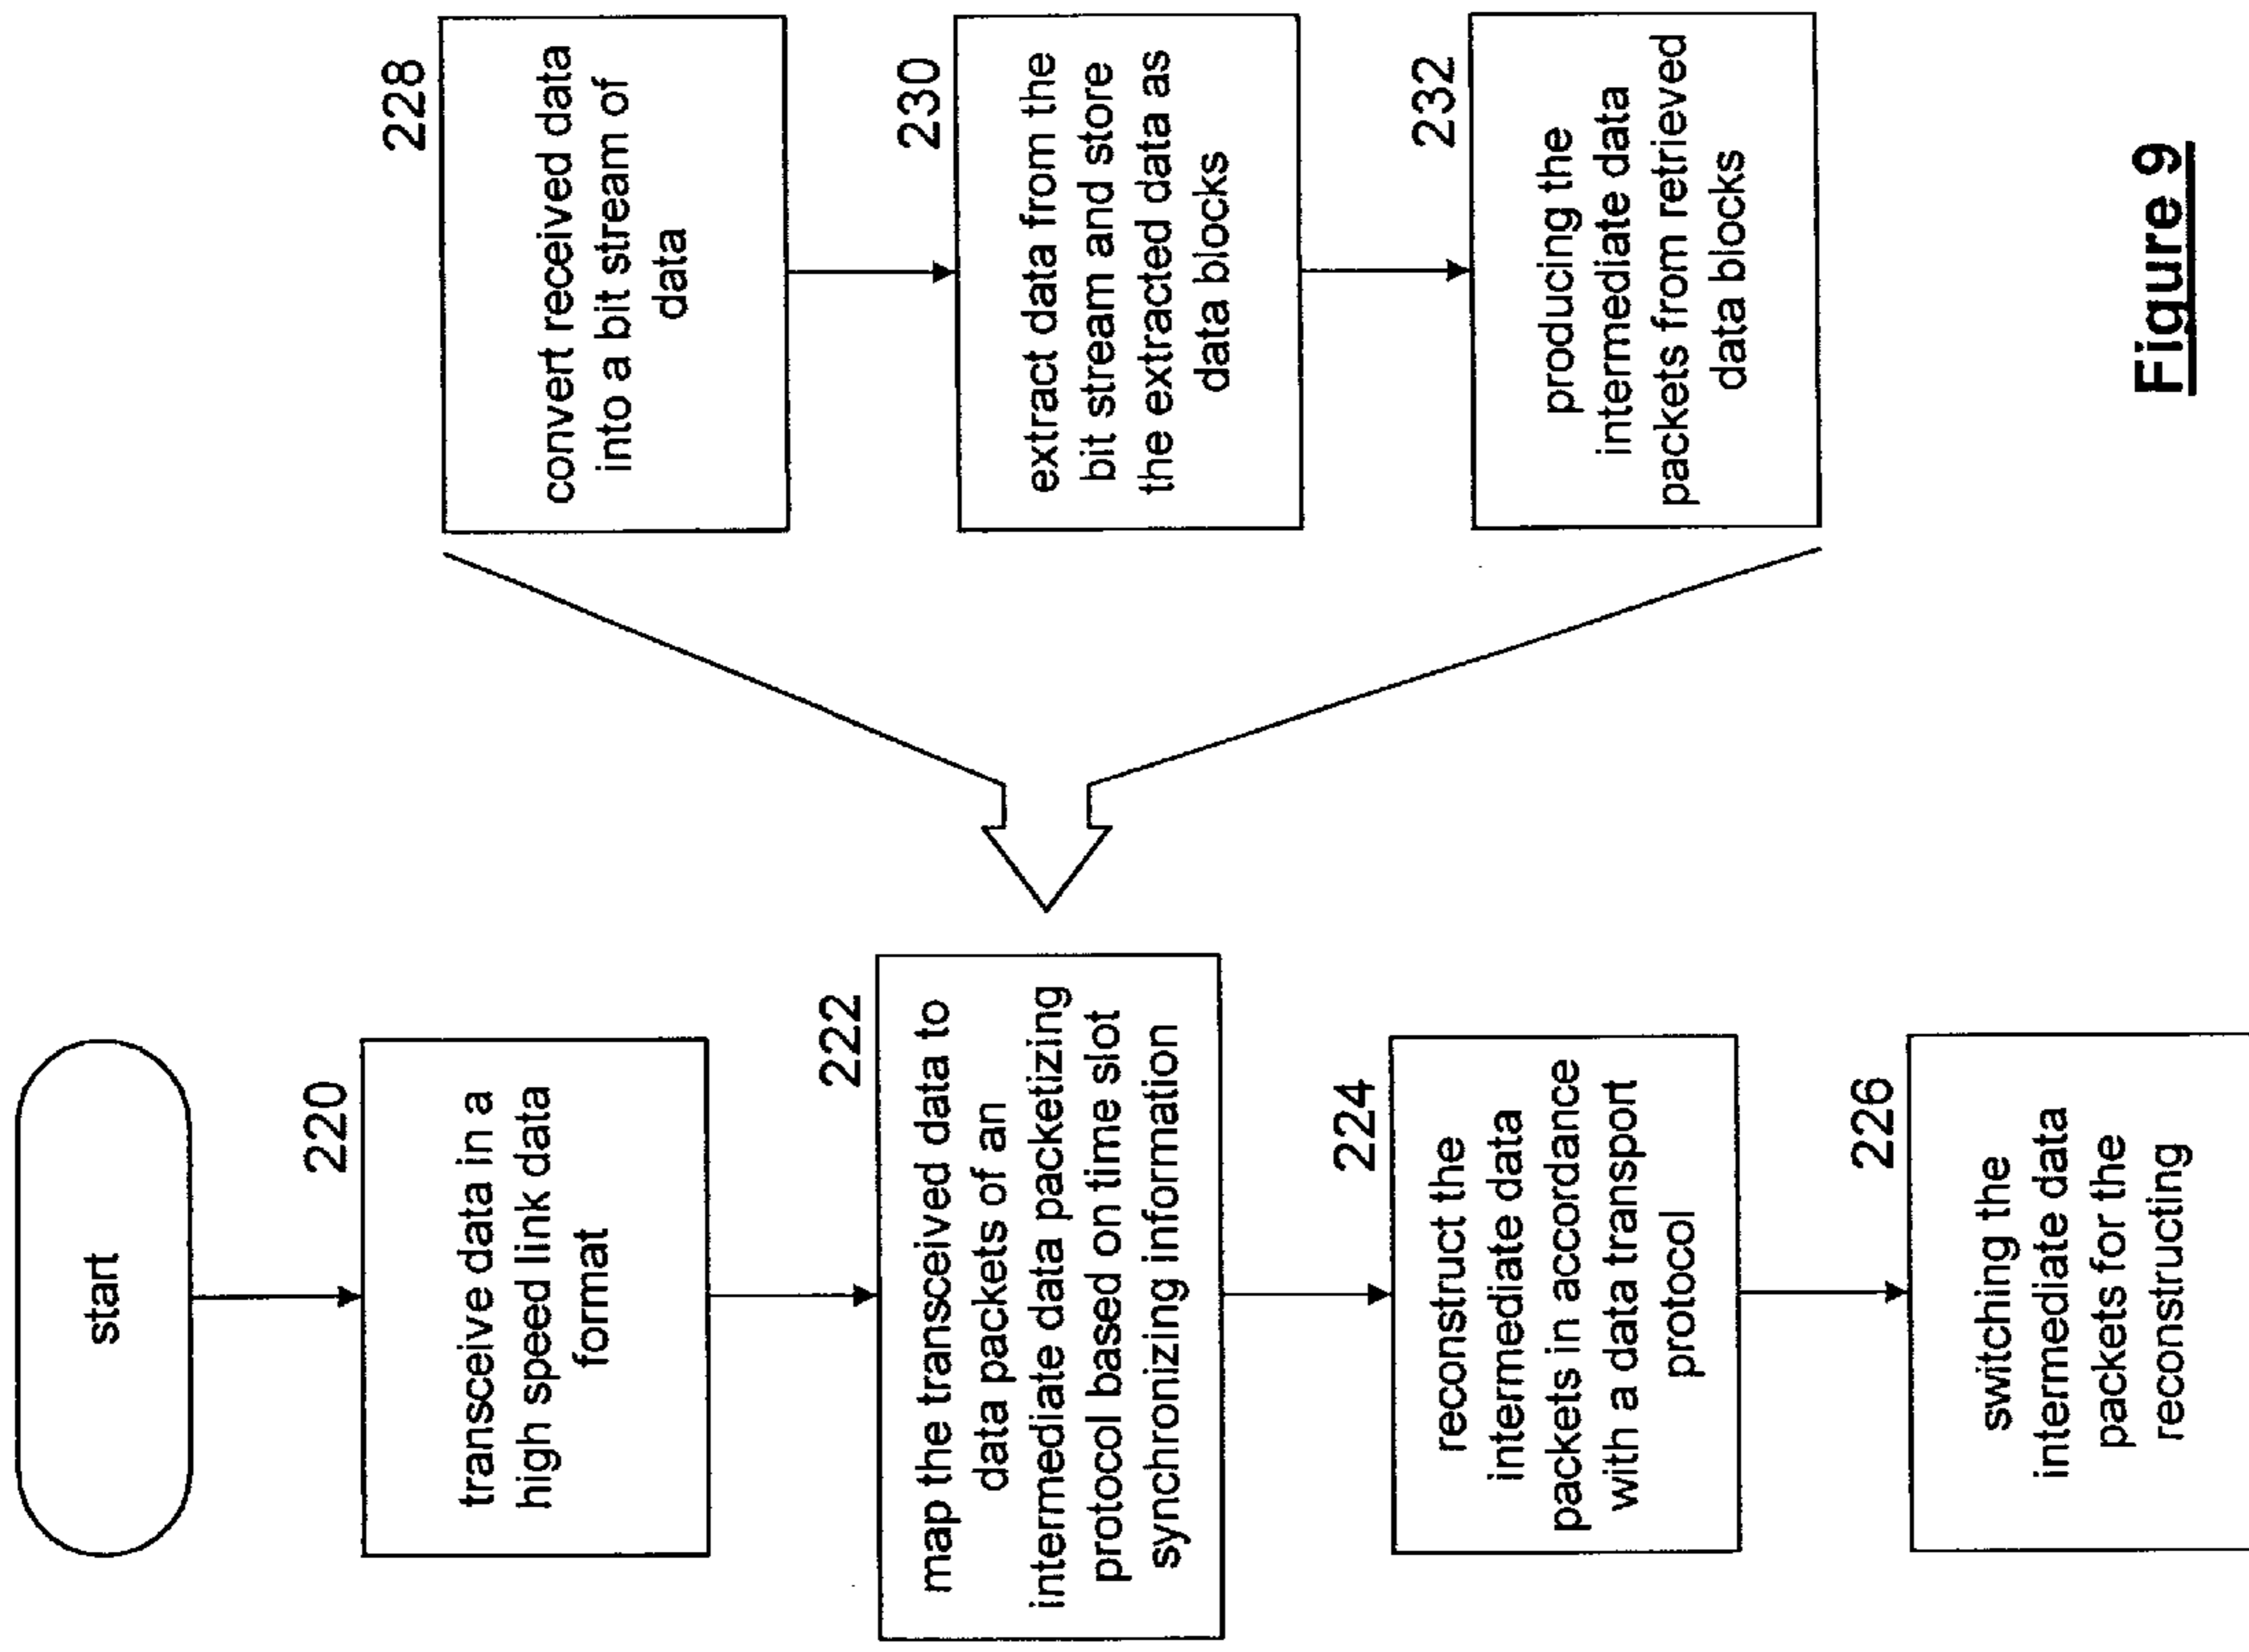 start
220
transceive data in a
high speed link data
format
222
map the transceived data to
data packets of an
intermediate data packetizing
protocol based on time slot
synchronizing information
224
reconstruct the
intermediate data
packets in accordance
with a data transport
protocol
226
switching the
intermediate data
packets for the
reconstructing
228
convert received data
into a bit stream of
data
230
extract data from the
bit stream and store
the extracted data as
data blocks
232
producing the
intermediate data
packets from retrieved
data blocks
Figure 9